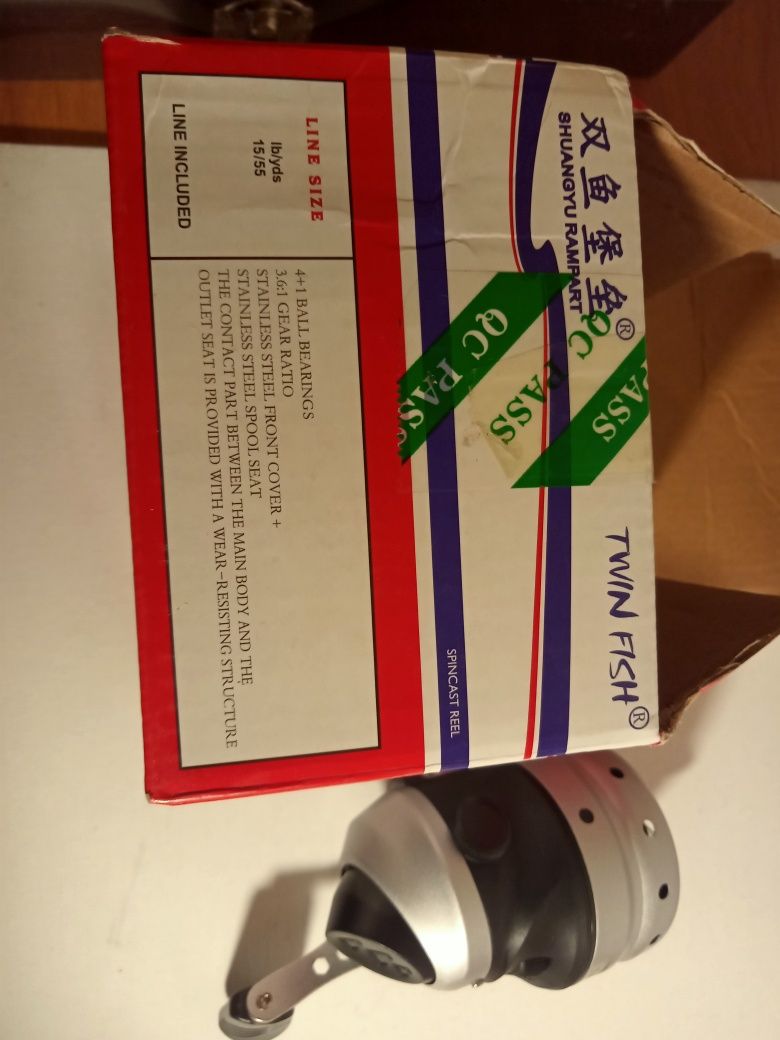 双鱼堡垒®
SHUANGYU RAMPART
TWIN FISH®
QC PASS
QC PASS
PASS
SPINCAST REEL
LINE SIZE
lb/yds
15/55
LINE INCLUDED
4+1 BALL BEARINGS
3.6:1 GEAR RATIO
STAINLESS STEEL FRONT COVER +
STAINLESS STEEL SPOOL SEAT
THE CONTACT PART BETWEEN THE MAIN BODY AND THE
OUTLET SEAT IS PROVIDED WITH A WEAR-RESISTING STRUCTURE